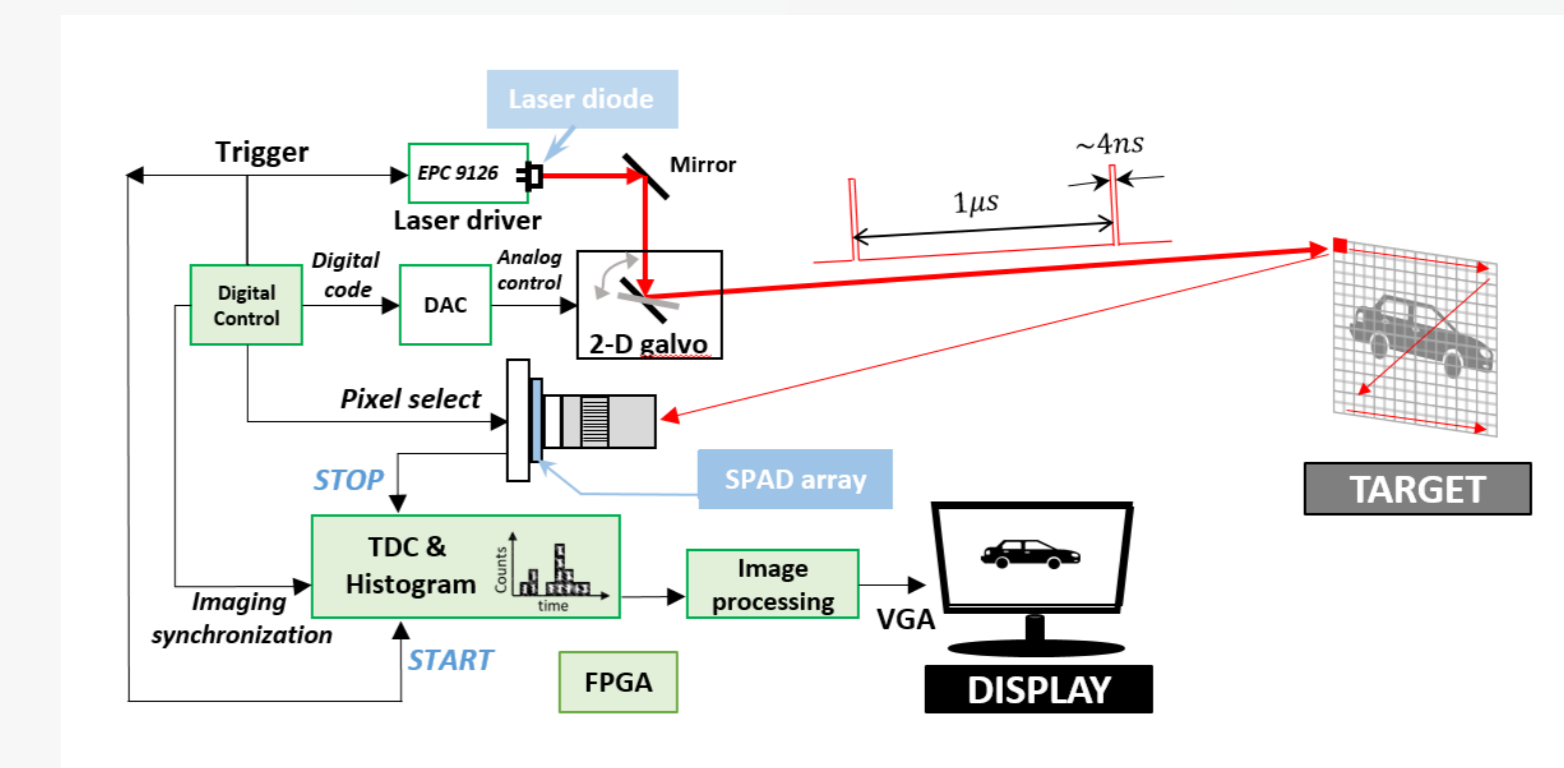 Laser diode
Trigger
EPC 9126
Mirror
Laser driver
~4ns
1μs
Digital
Control
Digital
code
DAC
Analog
control
2-D galvo
Pixel select
STOP
SPAD array
TARGET
TDC &
Histogram
Counts
time
Image
processing
VGA
Imaging
synchronization
START
FPGA
DISPLAY